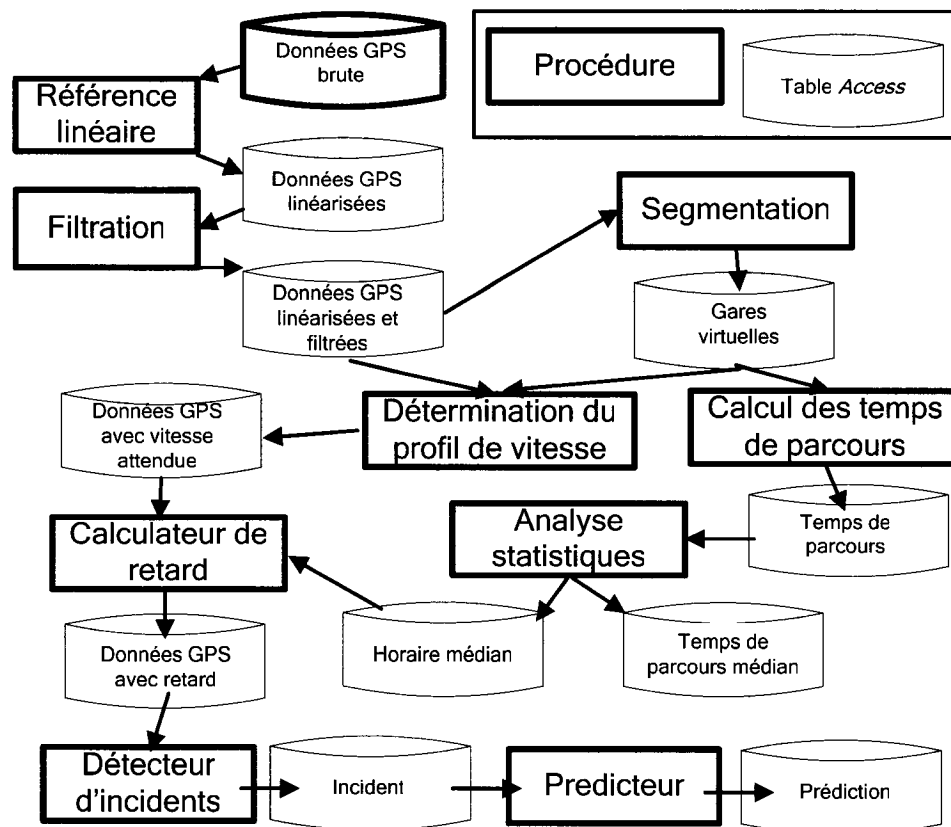 Données GPS
brute
Procédure
Table Access
Référence
linéaire
Données GPS
linéarisées
Filtration
Segmentation
Données GPS
linéarisées et
filtrées
Gares
virtuelles
Données GPS
avec vitesse
attendue
Détermination du
profil de vitesse
Calcul des temps
de parcours
Calculateur de
retard
Analyse
statistiques
Temps de
parcours
Données GPS
avec retard
Horaire médian
Temps de
parcours médian
Détecteur
d'incidents
Incident
Predicteur
Prédiction